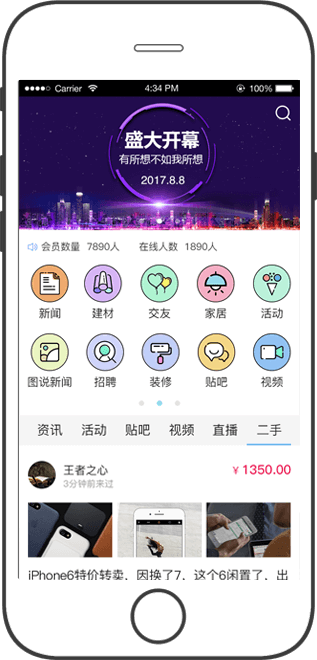 Carrier 4:34 PM 100%
盛大开幕
有所想不如我所想
2017.8.8
会员数量 7890人 在线人数 1890人
新闻 建材 交友 家居 活动
图说新闻 招聘 装修 贴吧 视频
资讯 活动 贴吧 视频 直播 二手
王者之心 ¥ 1350.00
3分钟前来过
iPhone6特价转卖，因换了7，这个6闲置了，出